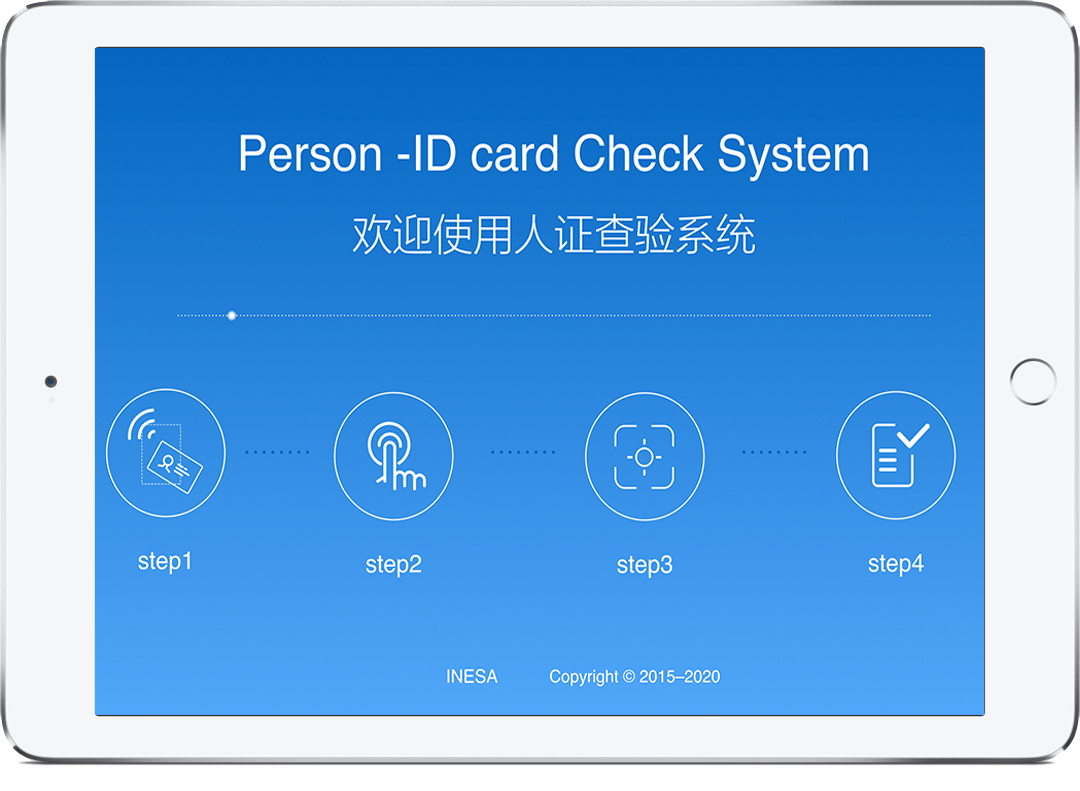 Person -ID card Check System
欢迎使用人证查验系统
step1
step2
step3
step4
INESA Copyright © 2015–2020